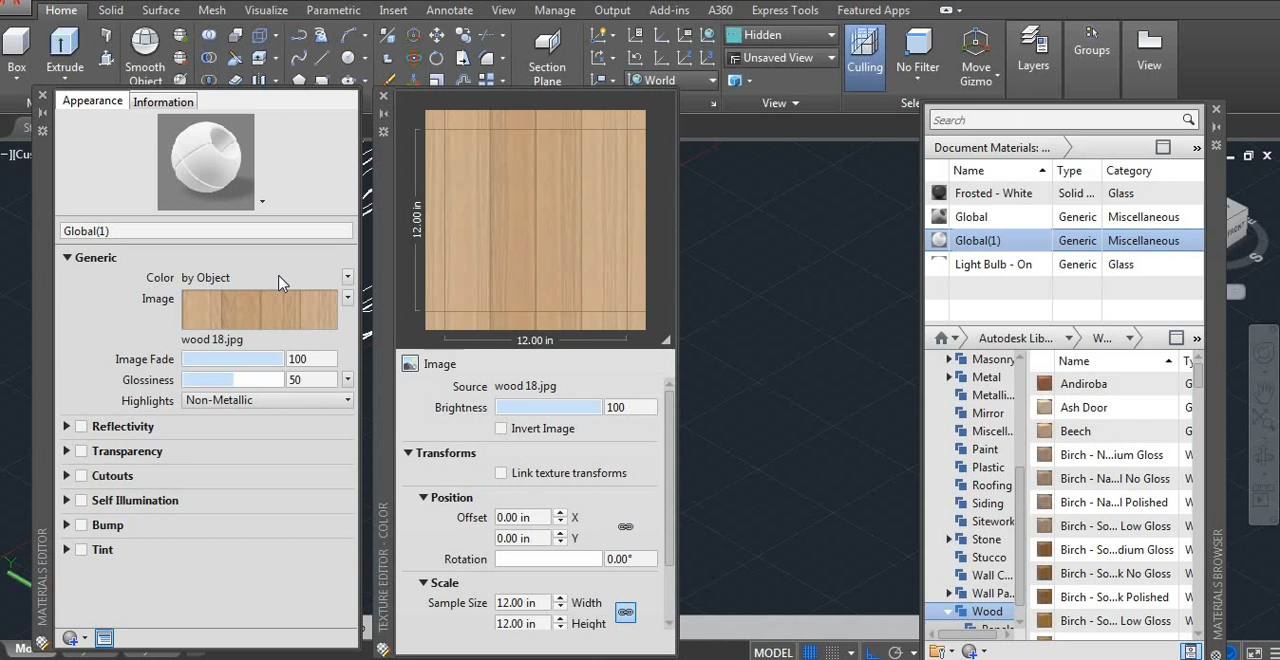 Home Solid Surface Mesh Visualize Parametric Insert Annotate View Manage Output Add-ins A360 Express Tools Featured Apps
Box Extrude Smooth Object Section Plane World Hidden Unsaved View Culling No Filter Move Gizmo Layers Groups View
View
Appearance Information
Global(1)
Generic
Color by Object
Image
wood 18.jpg
Image Fade 100
Glossiness 50
Highlights Non-Metallic
Reflectivity
Transparency
Cutouts
Self Illumination
Bump
Tint
MATERIALS EDITOR
12.00 in
12.00 in
Image
Source wood 18.jpg
Brightness 100
Invert Image
Transforms
Link texture transforms
Position
Offset 0.00 in X
0.00 in Y
Rotation 0.00°
Scale
Sample Size 12.00 in Width
12.00 in Height
TEXTURE EDITOR - COLOR
MODEL
Search
Document Materials: ...
Name Type Category
Frosted - White Solid ... Glass
Global Generic Miscellaneous
Global(1) Generic Miscellaneous
Light Bulb - On Generic Glass
Autodesk Lib... W...
Masonry
Metal
Metalli...
Mirror
Miscell...
Paint
Plastic
Roofing
Siding
Sitework
Stone
Stucco
Wall C...
Wall Pa...
Wood
Name
Andiroba
Ash Door
Beech
Birch - N...ium Gloss
Birch - Na...l No Gloss
Birch - Na...l Polished
Birch - So... Low Gloss
Birch - So...dium Gloss
Birch - So...k No Gloss
Birch - So...k Polished
Birch - So... Low Gloss
MATERIALS BROWSER